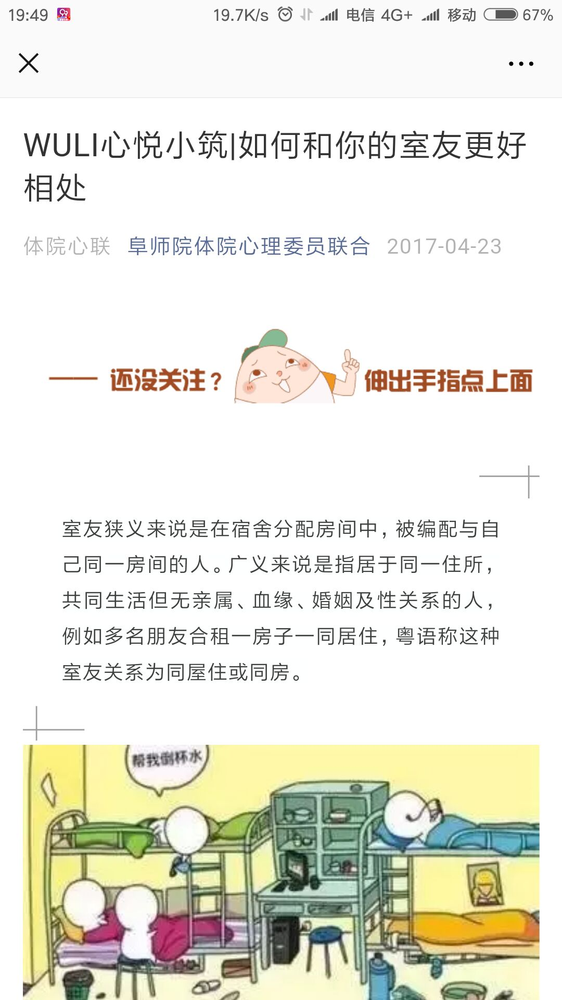 19:49 19.7K/s 电信 4G+ 移动 67%
WULI心悦小筑|如何和你的室友更好
相处
体院心联 阜师院体院心理委员联合 2017-04-23
—— 还没关注？ 伸出手指点上面
室友狭义来说是在宿舍分配房间中，被编配与自
己同一房间的人。广义来说是指居于同一住所，
共同生活但无亲属、血缘、婚姻及性关系的人，
例如多名朋友合租一房子一同居住，粤语称这种
室友关系为同屋住或同房。
帮我倒杯水